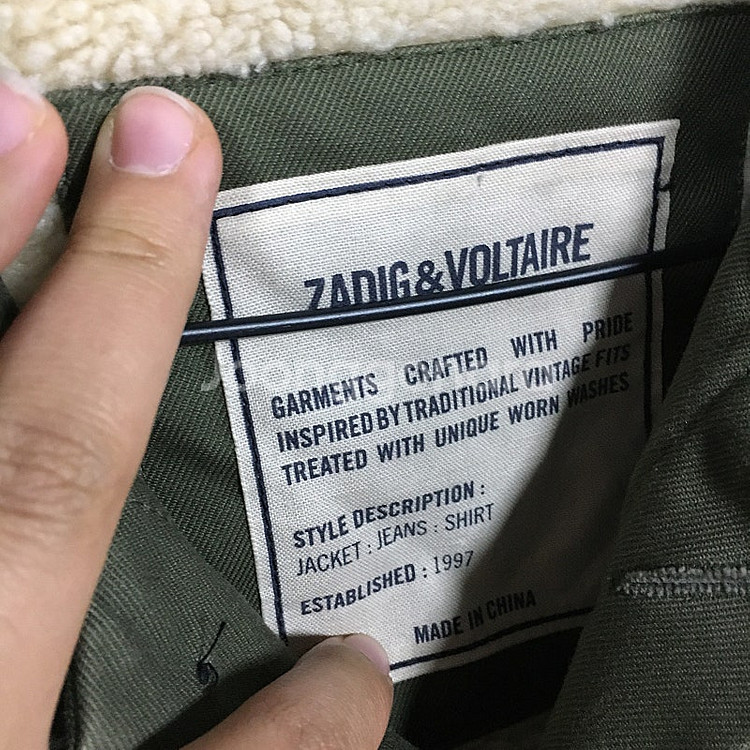 ZADIG&VOLTAIRE
GARMENTS CRAFTED WITH PRIDE
INSPIRED BY TRADITIONAL VINTAGE FITS
TREATED WITH UNIQUE WORN WASHES
STYLE DESCRIPTION :
JACKET : JEANS : SHIRT
ESTABLISHED : 1997
MADE IN CHINA